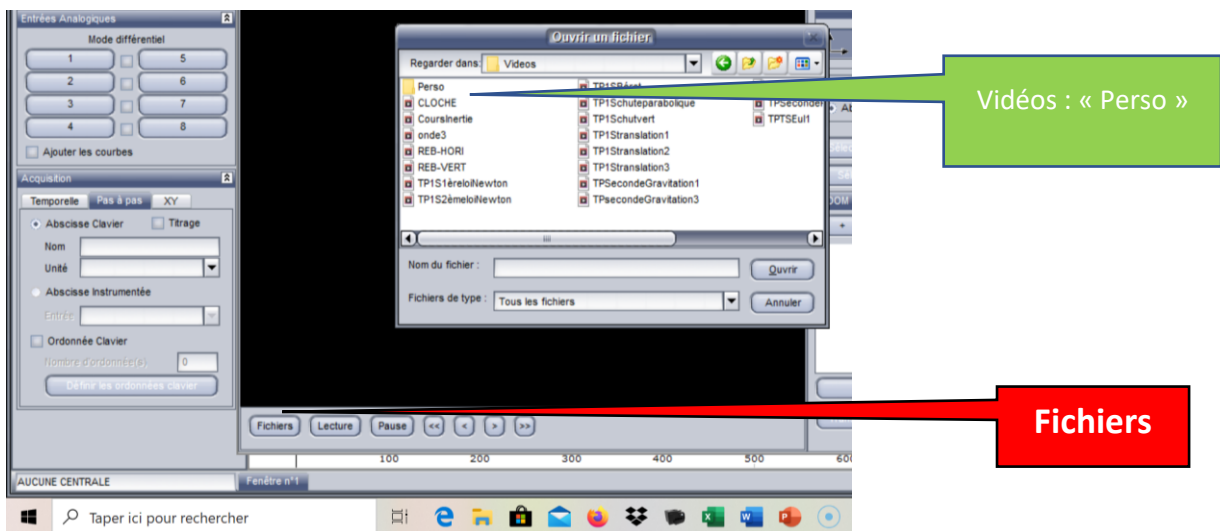 Entrées Analogiques
Mode différentiel
1 5
2 6
3 7
4 8
Ajouter les courbes
Acquisition
Temporelle Pas à pas XY
Abscisse Clavier Titrage
Nom
Unité
Abscisse Instrumentée
Entrée
Ordonnée Clavier
Nombre d'ordonnée(s) 0
Définir les ordonnées clavier
Ouvrir un fichier
Regarder dans: Videos
Perso
CLOCHE
CoursInertie
onde3
REB-HORI
REB-VERT
TP1S1èreloiNewton
TP1S2èmeloiNewton
TP1Schuteparabolique
TP1Schutvert
TP1Stranslation1
TP1Stranslation2
TP1Stranslation3
TPSecondeGravitation1
TPsecondeGravitation3
TPTSEul1
Nom du fichier :
Ouvrir
Fichiers de type : Tous les fichiers
Annuler
Vidéos : « Perso »
Fichiers
Fichiers Lecture Pause << < > >>
100 200 300 400 500
AUCUNE CENTRALE
Fenêtre n°1
Taper ici pour rechercher